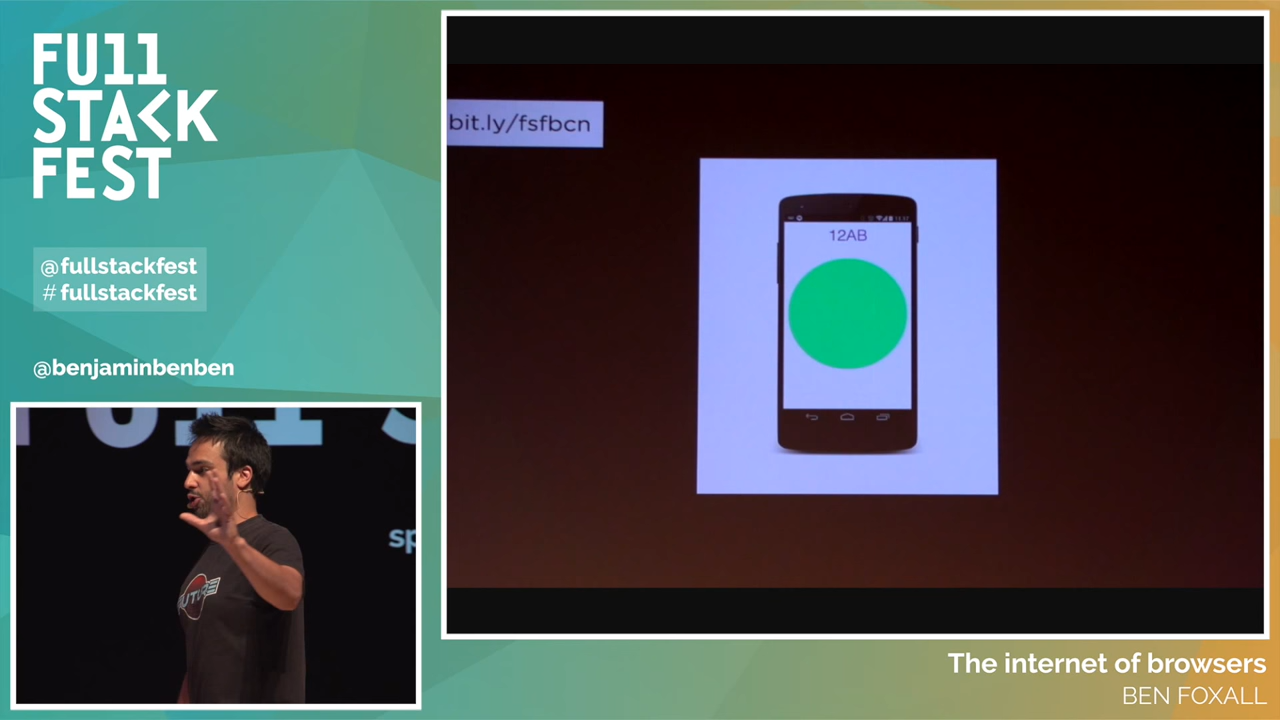 FU11
STACK
FEST
@fullstackfest
# fullstackfest
@benjaminbenben
bit.ly/fsfbcn
12AB
The internet of browsers
BEN FOXALL